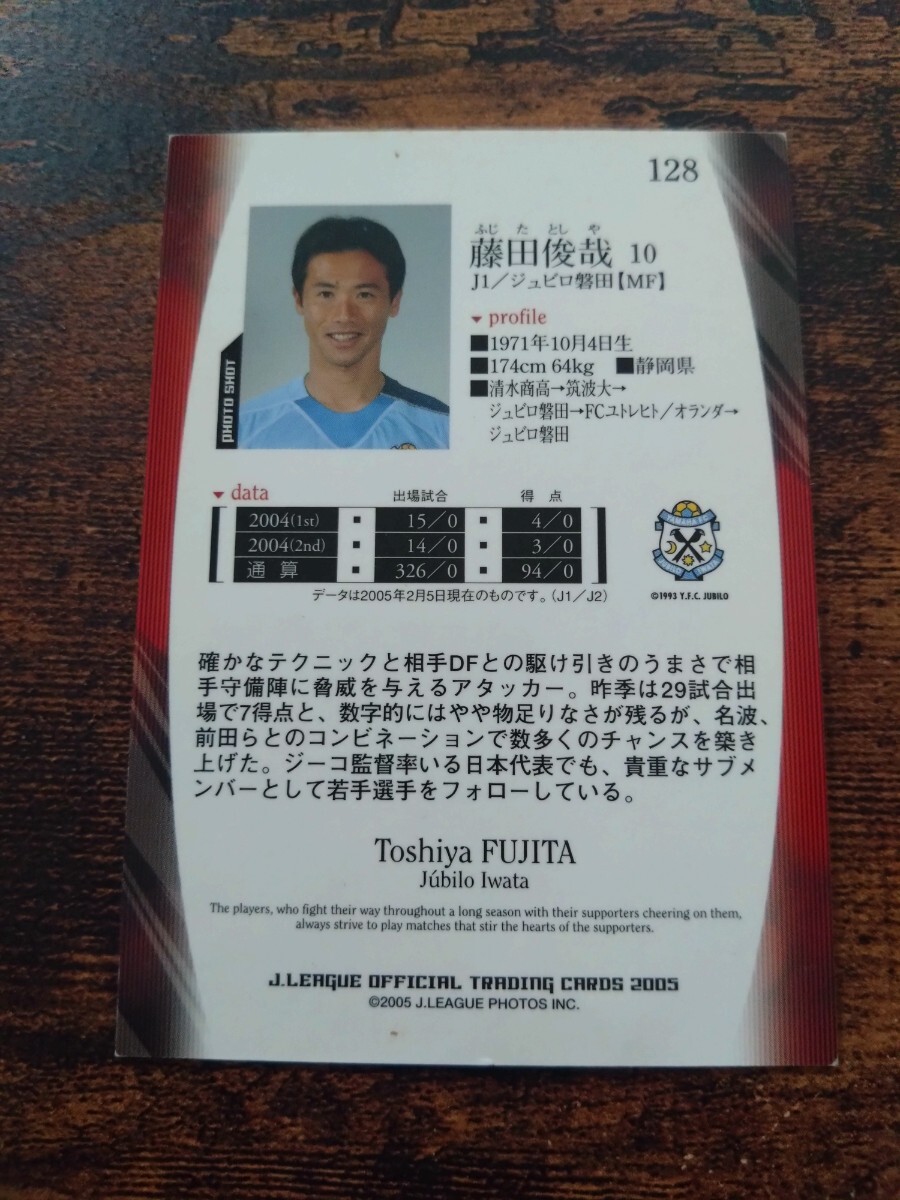 128
ふじ た とし や
藤田俊哉 10
J1/ジュビロ磐田【MF】
PHOTO SHOT
profile
■1971年10月4日生
■174cm 64kg ■静岡県
■清水商高→筑波大→
ジュビロ磐田→FCユトレヒト/オランダ→
ジュビロ磐田
data 出場試合 得点
2004(1st) ■ 15/0 ■ 4/0
2004(2nd) ■ 14/0 ■ 3/0
通算 ■ 326/0 ■ 94/0
データは2005年2月5日現在のものです。(J1/J2)
YAMAHA F.C.
JUBILO IWATA
©1993 Y.F.C. JUBILO
確かなテクニックと相手DFとの駆け引きのうまさで相
手守備陣に脅威を与えるアタッカー。昨季は29試合出
場で7得点と、数字的にはやや物足りなさが残るが、名波、
前田らとのコンビネーションで数多くのチャンスを築き
上げた。ジーコ監督率いる日本代表でも、貴重なサブメ
ンバーとして若手選手をフォローしている。
Toshiya FUJITA
Júbilo Iwata
The players, who fight their way throughout a long season with their supporters cheering on them,
always strive to play matches that stir the hearts of the supporters.
J.LEAGUE OFFICIAL TRADING CARDS 2005
©2005 J.LEAGUE PHOTOS INC.